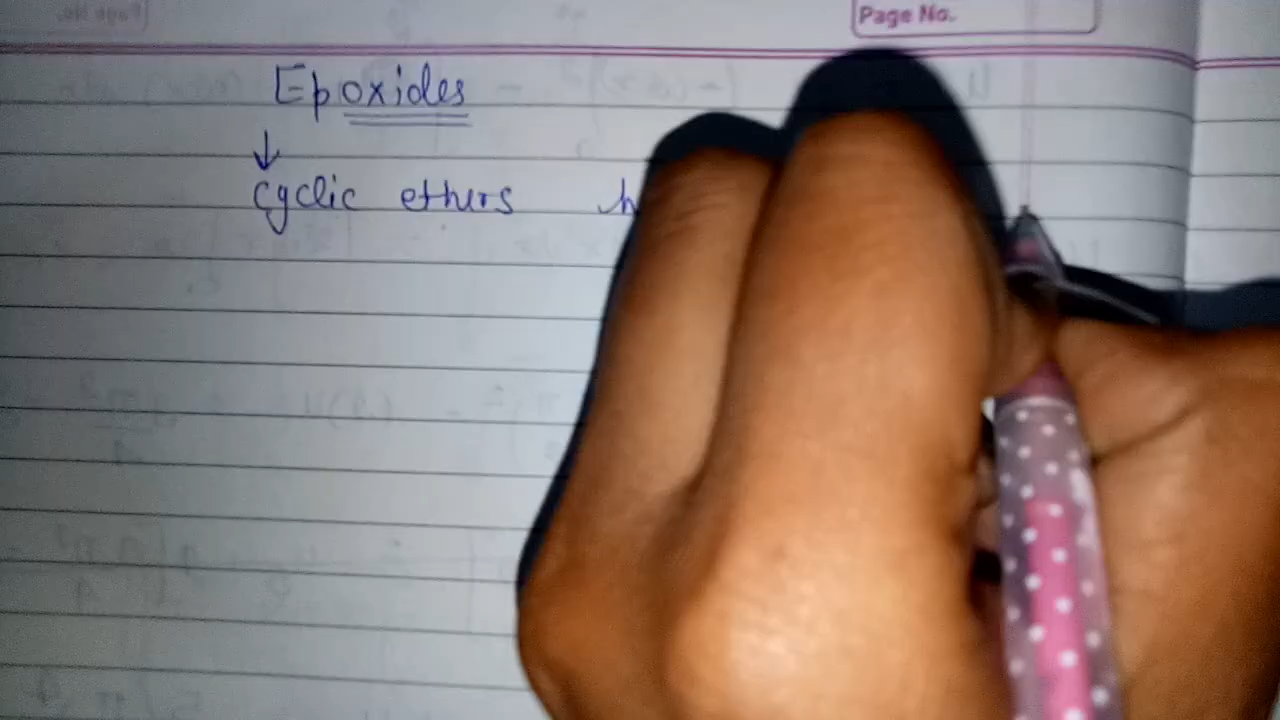 Page No.
Epoxides
↓
Cyclic ethers